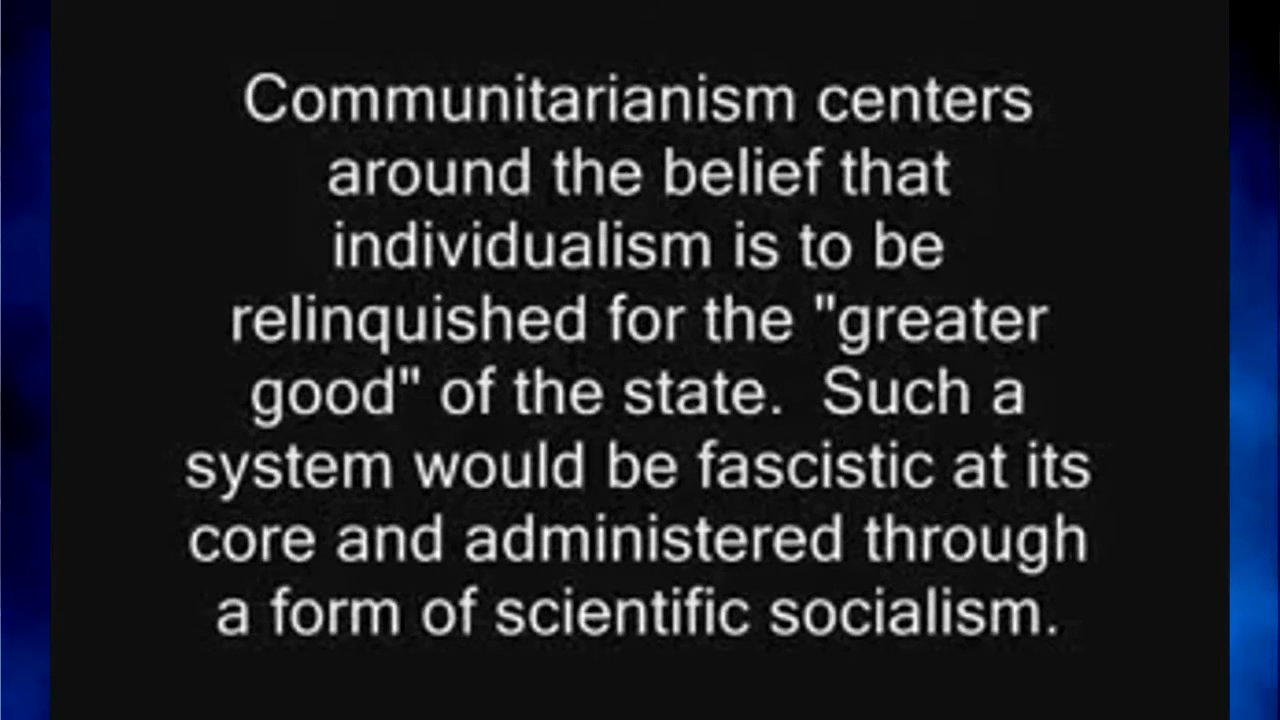 Communitarianism centers
around the belief that
individualism is to be
relinquished for the "greater
good" of the state.  Such a
system would be fascistic at its
core and administered through
a form of scientific socialism.